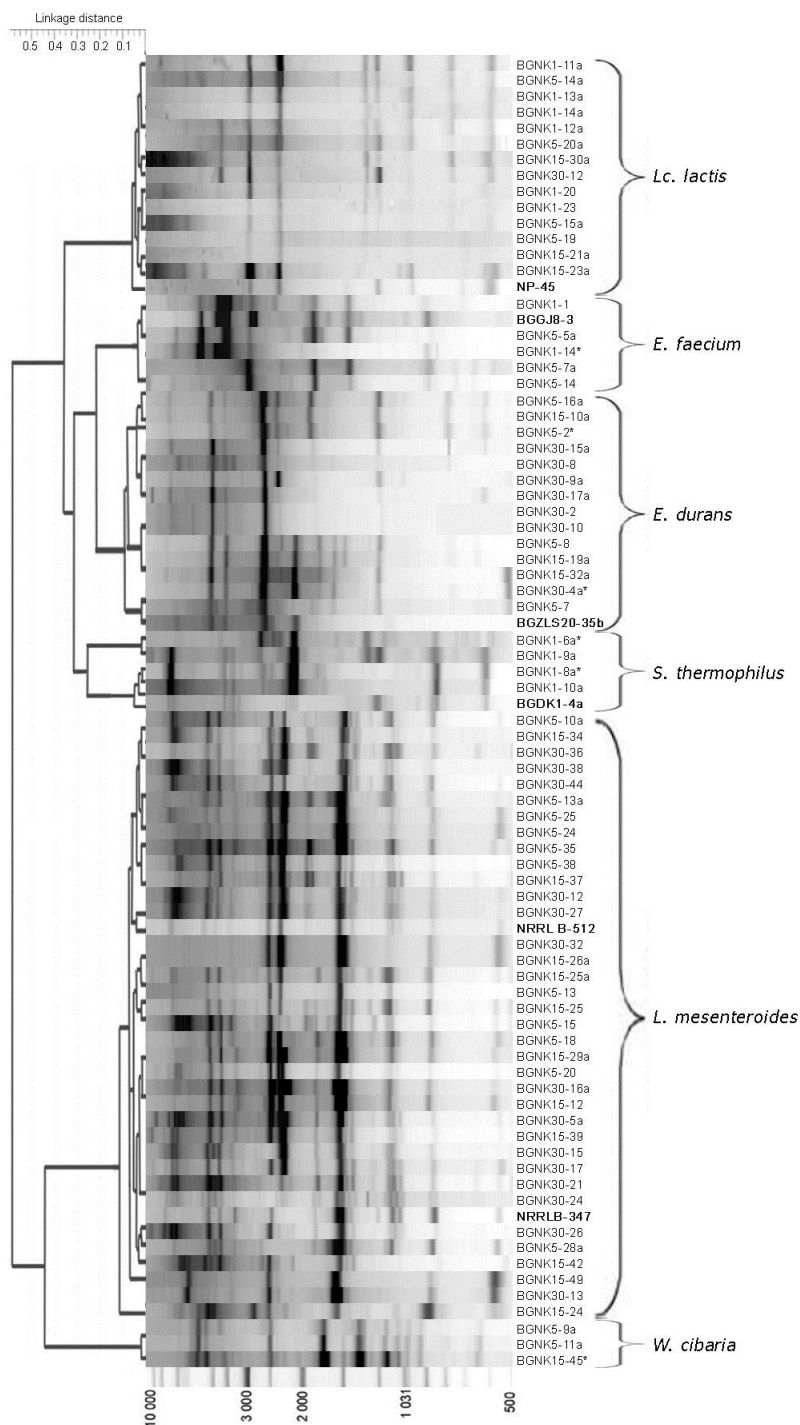 Linkage distance
0.5 0.4 0.3 0.2 0.1
BGNK1-11a
BGNK5-14a
BGNK1-13a
BGNK1-14a
BGNK1-12a
BGNK5-20a
BGNK15-30a
BGNK30-12
BGNK1-20
BGNK1-23
BGNK5-15a
BGNK5-19
BGNK15-21a
BGNK15-23a
NP-45
Lc. lactis
BGNK1-1
BGGJ8-3
BGNK5-5a
BGNK1-14*
BGNK5-7a
BGNK5-14
E. faecium
BGNK5-16a
BGNK15-10a
BGNK5-2*
BGNK30-15a
BGNK30-8
BGNK30-9a
BGNK30-17a
BGNK30-2
BGNK30-10
BGNK5-8
BGNK15-19a
BGNK15-32a
BGNK30-4a*
BGNK5-7
BGZLS20-35b
E. durans
BGNK1-6a*
BGNK1-9a
BGNK1-8a*
BGNK1-10a
BGDK1-4a
S. thermophilus
BGNK5-10a
BGNK15-34
BGNK30-36
BGNK30-38
BGNK30-44
BGNK5-13a
BGNK5-25
BGNK5-24
BGNK5-35
BGNK5-38
BGNK15-37
BGNK30-12
BGNK30-27
NRRL B-512
BGNK30-32
BGNK15-26a
BGNK15-25a
BGNK5-13
BGNK15-25
BGNK5-15
BGNK5-18
BGNK15-29a
BGNK5-20
BGNK30-16a
BGNK15-12
BGNK30-5a
BGNK15-39
BGNK30-15
BGNK30-17
BGNK30-21
BGNK30-24
NRRLB-347
BGNK30-26
BGNK5-28a
BGNK15-42
BGNK15-49
BGNK30-13
BGNK15-24
L. mesenteroides
BGNK5-9a
BGNK5-11a
BGNK15-45*
W. cibaria
10 000 3 000 2 000 1 031 500